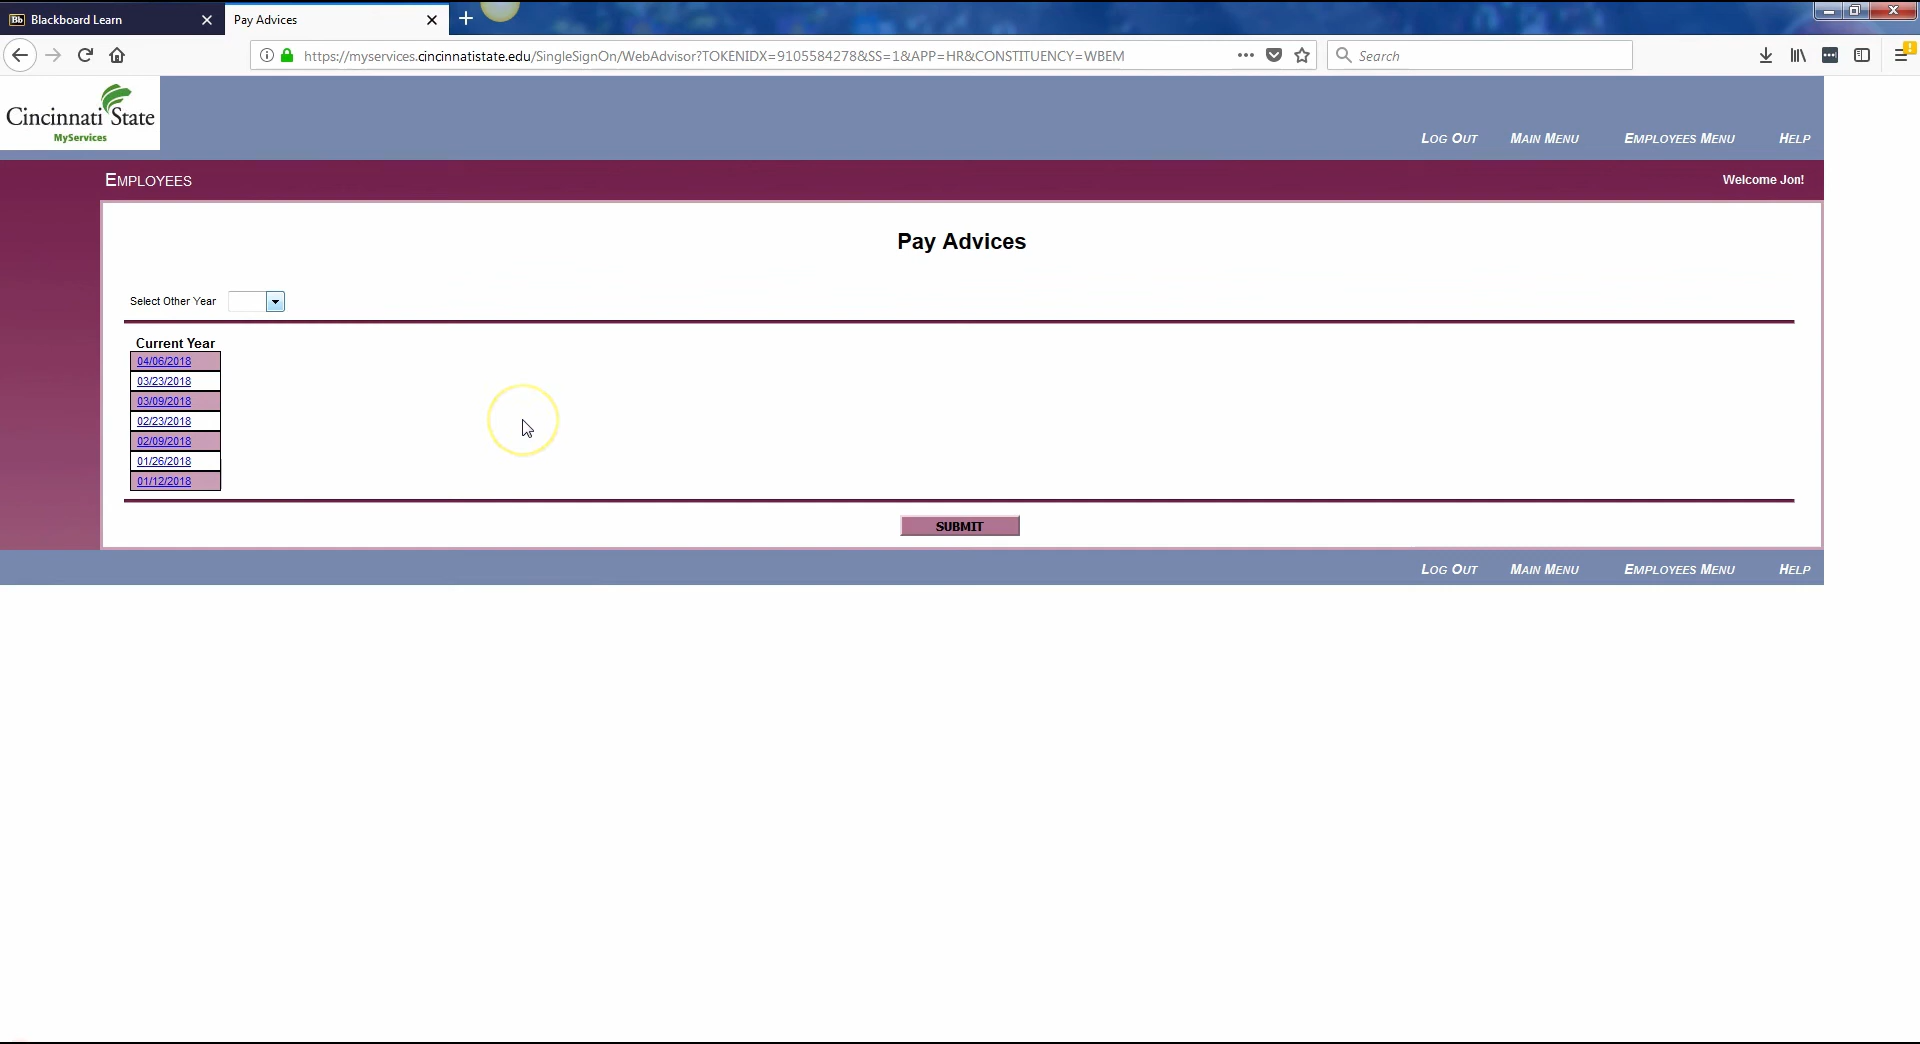 Bb Blackboard Learn
Pay Advices
https://myservices.cincinnatistate.edu/SingleSignOn/WebAdvisor?TOKENIDX=9105584278&SS=1&APP=HR&CONSTITUENCY=WBEM
Search
Cincinnati State
MyServices
LOG OUT MAIN MENU EMPLOYEES MENU HELP
EMPLOYEES
Welcome Jon!
Pay Advices
Select Other Year
Current Year
04/06/2018
03/23/2018
03/09/2018
02/23/2018
02/09/2018
01/26/2018
01/12/2018
SUBMIT
LOG OUT MAIN MENU EMPLOYEES MENU HELP